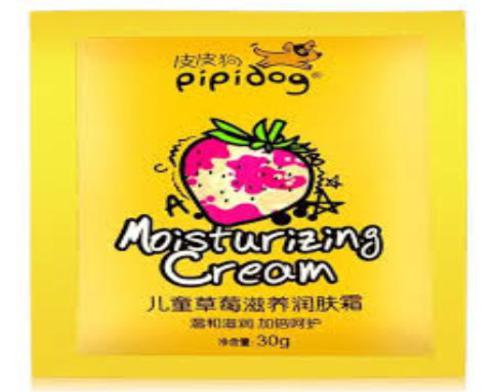 皮皮狗
pipidog®
C
A
Moisturizing
Cream
儿童草莓滋养润肤霜
温和滋润 加倍呵护
净含量: 30g